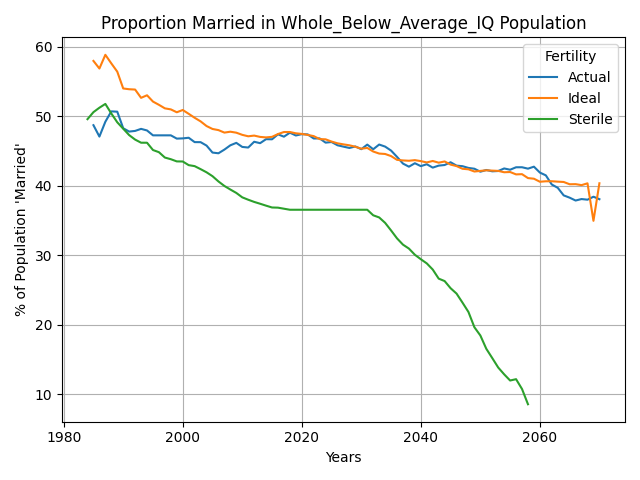 Proportion Married in Whole_Below_Average_IQ Population
% of Population 'Married'
60
50
40
30
20
10
Fertility
Actual
Ideal
Sterile
1980
2000
2020
2040
2060
Years